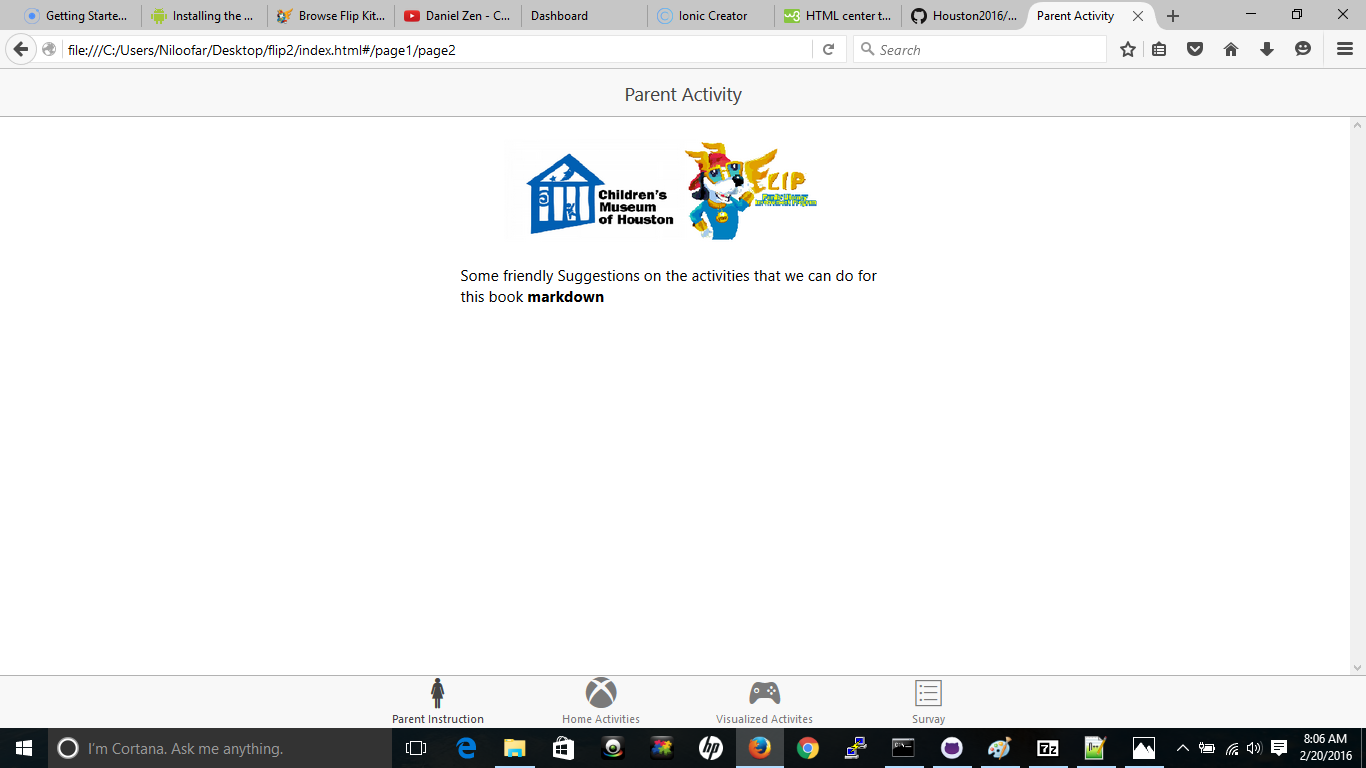 Getting Starte...
Installing the ...
Browse Flip Kit...
Daniel Zen - C...
Dashboard
Ionic Creator
HTML center t...
Houston2016/...
Parent Activity
file:///C:/Users/Niloofar/Desktop/flip2/index.html#/page1/page2
Search
Parent Activity
Children's
Museum
of Houston
FLIP
Some friendly Suggestions on the activities that we can do for
this book markdown
Parent Instruction
Home Activities
Visualized Activites
Survay
I'm Cortana. Ask me anything.
hp
7z
8:06 AM
2/20/2016